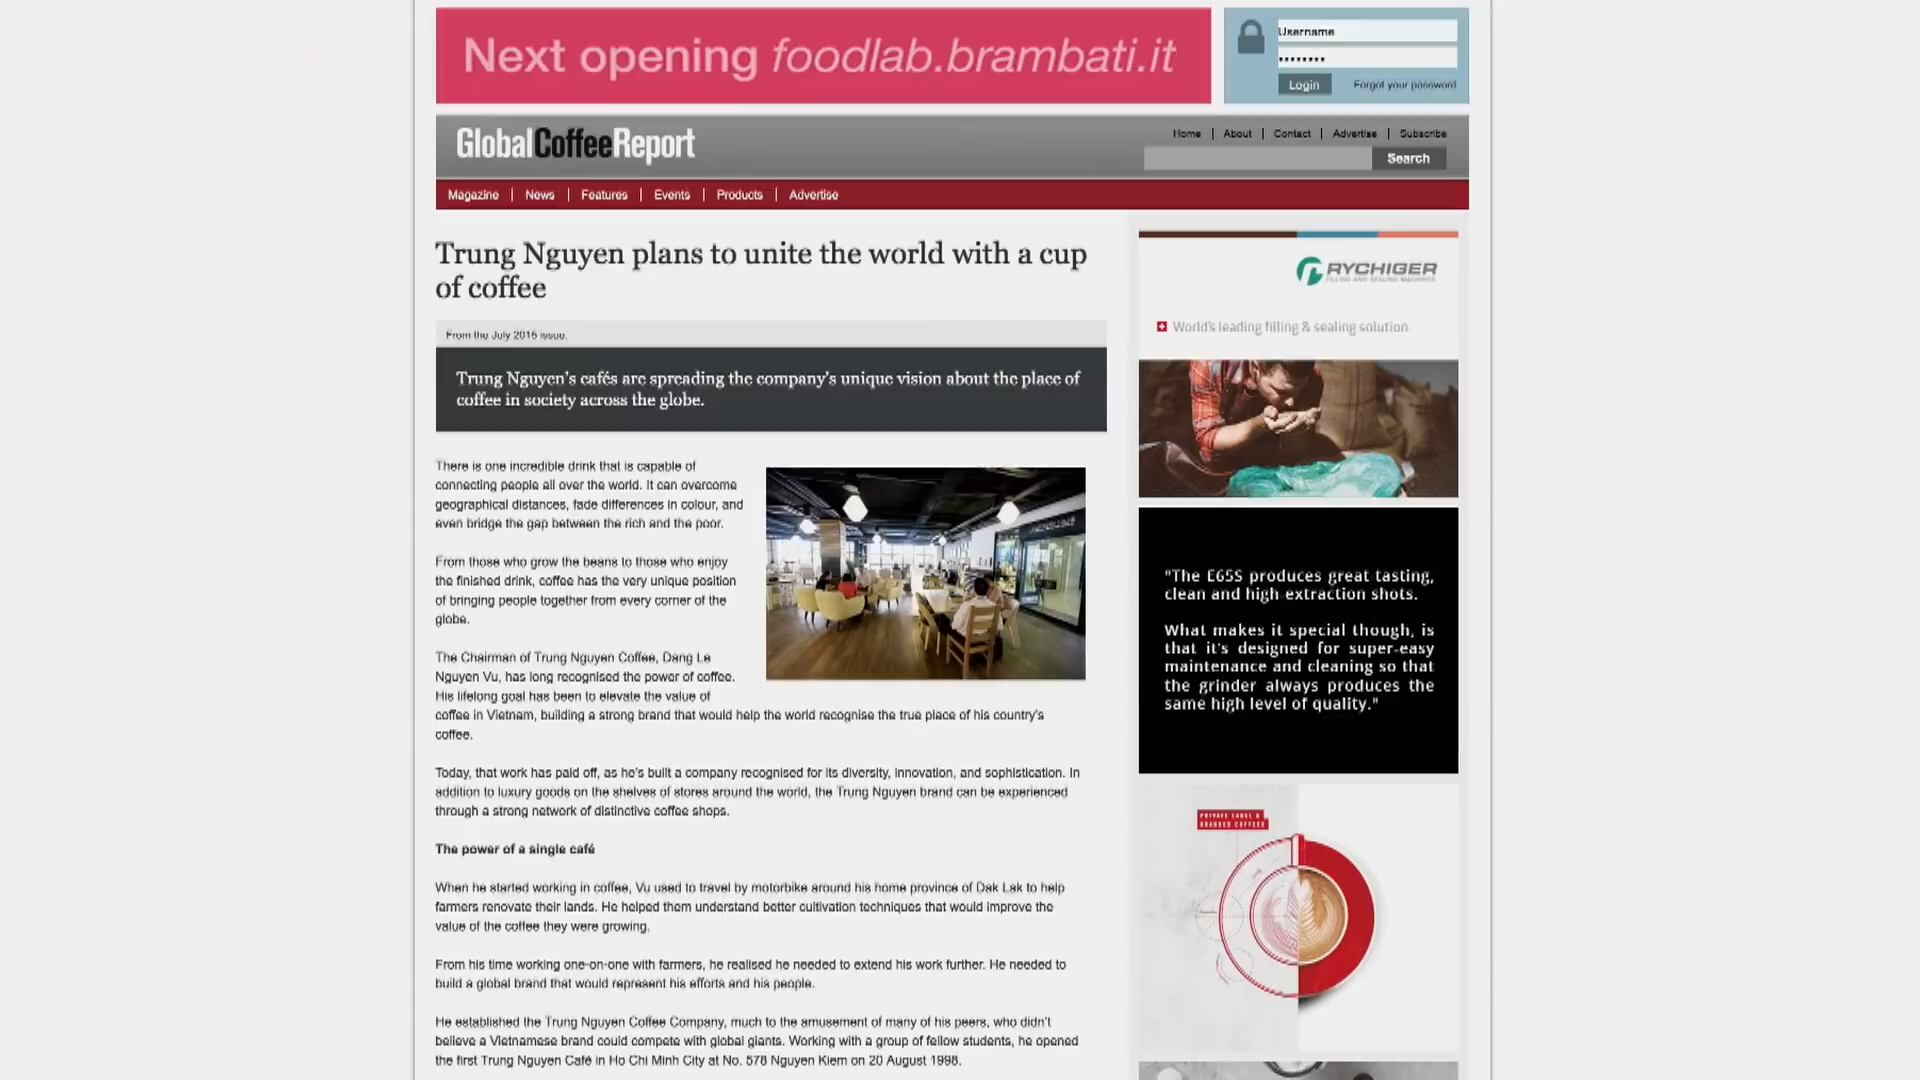 Next opening foodlab.brambati.it
Username
Login
Forgot your password
GlobalCoffeeReport
Home | About | Contact | Advertise | Subscribe
Search
Magazine | News | Features | Events | Products | Advertise
Trung Nguyen plans to unite the world with a cup
of coffee
From the July 2015 issue.
Trung Nguyen's cafés are spreading the company's unique vision about the place of
coffee in society across the globe.
There is one incredible drink that is capable of
connecting people all over the world. It can overcome
geographical distances, fade differences in colour, and
even bridge the gap between the rich and the poor.
From those who grow the beans to those who enjoy
the finished drink, coffee has the very unique position
of bringing people together from every corner of the
globe.
The Chairman of Trung Nguyen Coffee, Dang Le
Nguyen Vu, has long recognised the power of coffee.
His lifelong goal has been to elevate the value of
coffee in Vietnam, building a strong brand that would help the world recognise the true place of his country's
coffee.
Today, that work has paid off, as he's built a company recognised for its diversity, innovation, and sophistication. In
addition to luxury goods on the shelves of stores around the world, the Trung Nguyen brand can be experienced
through a strong network of distinctive coffee shops.
The power of a single café
When he started working in coffee, Vu used to travel by motorbike around his home province of Dak Lak to help
farmers renovate their lands. He helped them understand better cultivation techniques that would improve the
value of the coffee they were growing.
From his time working one-on-one with farmers, he realised he needed to extend his work further. He needed to
build a global brand that would represent his efforts and his people.
He established the Trung Nguyen Coffee Company, much to the amusement of many of his peers, who didn't
believe a Vietnamese brand could compete with global giants. Working with a group of fellow students, he opened
the first Trung Nguyen Café in Ho Chi Minh City at No. 578 Nguyen Kiem on 20 August 1998.
RYCHIGER
FILLING AND SEALING MACHINES
World's leading filling & sealing solution.
"The E65S produces great tasting,
clean and high extraction shots.
What makes it special though, is
that it's designed for super-easy
maintenance and cleaning so that
the grinder always produces the
same high level of quality."
PRIVATE LABEL &
BRANDED COFFEES